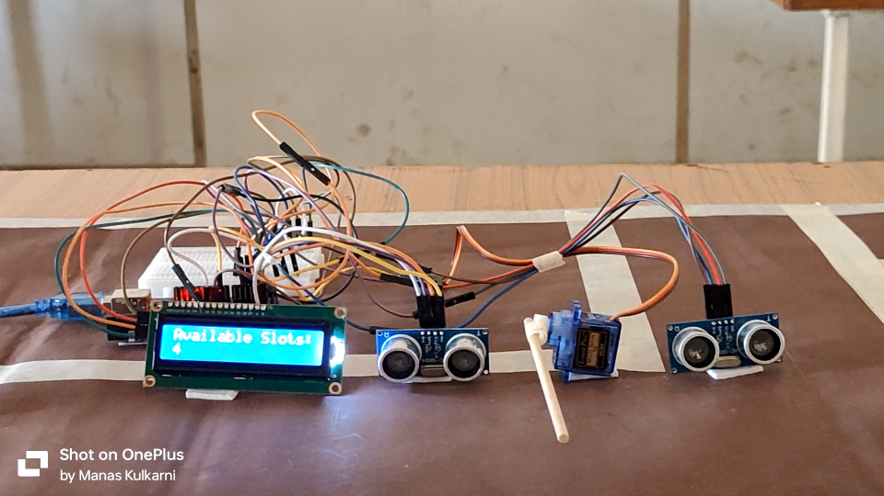 Available Slots:
4
Shot on OnePlus
by Manas Kulkarni